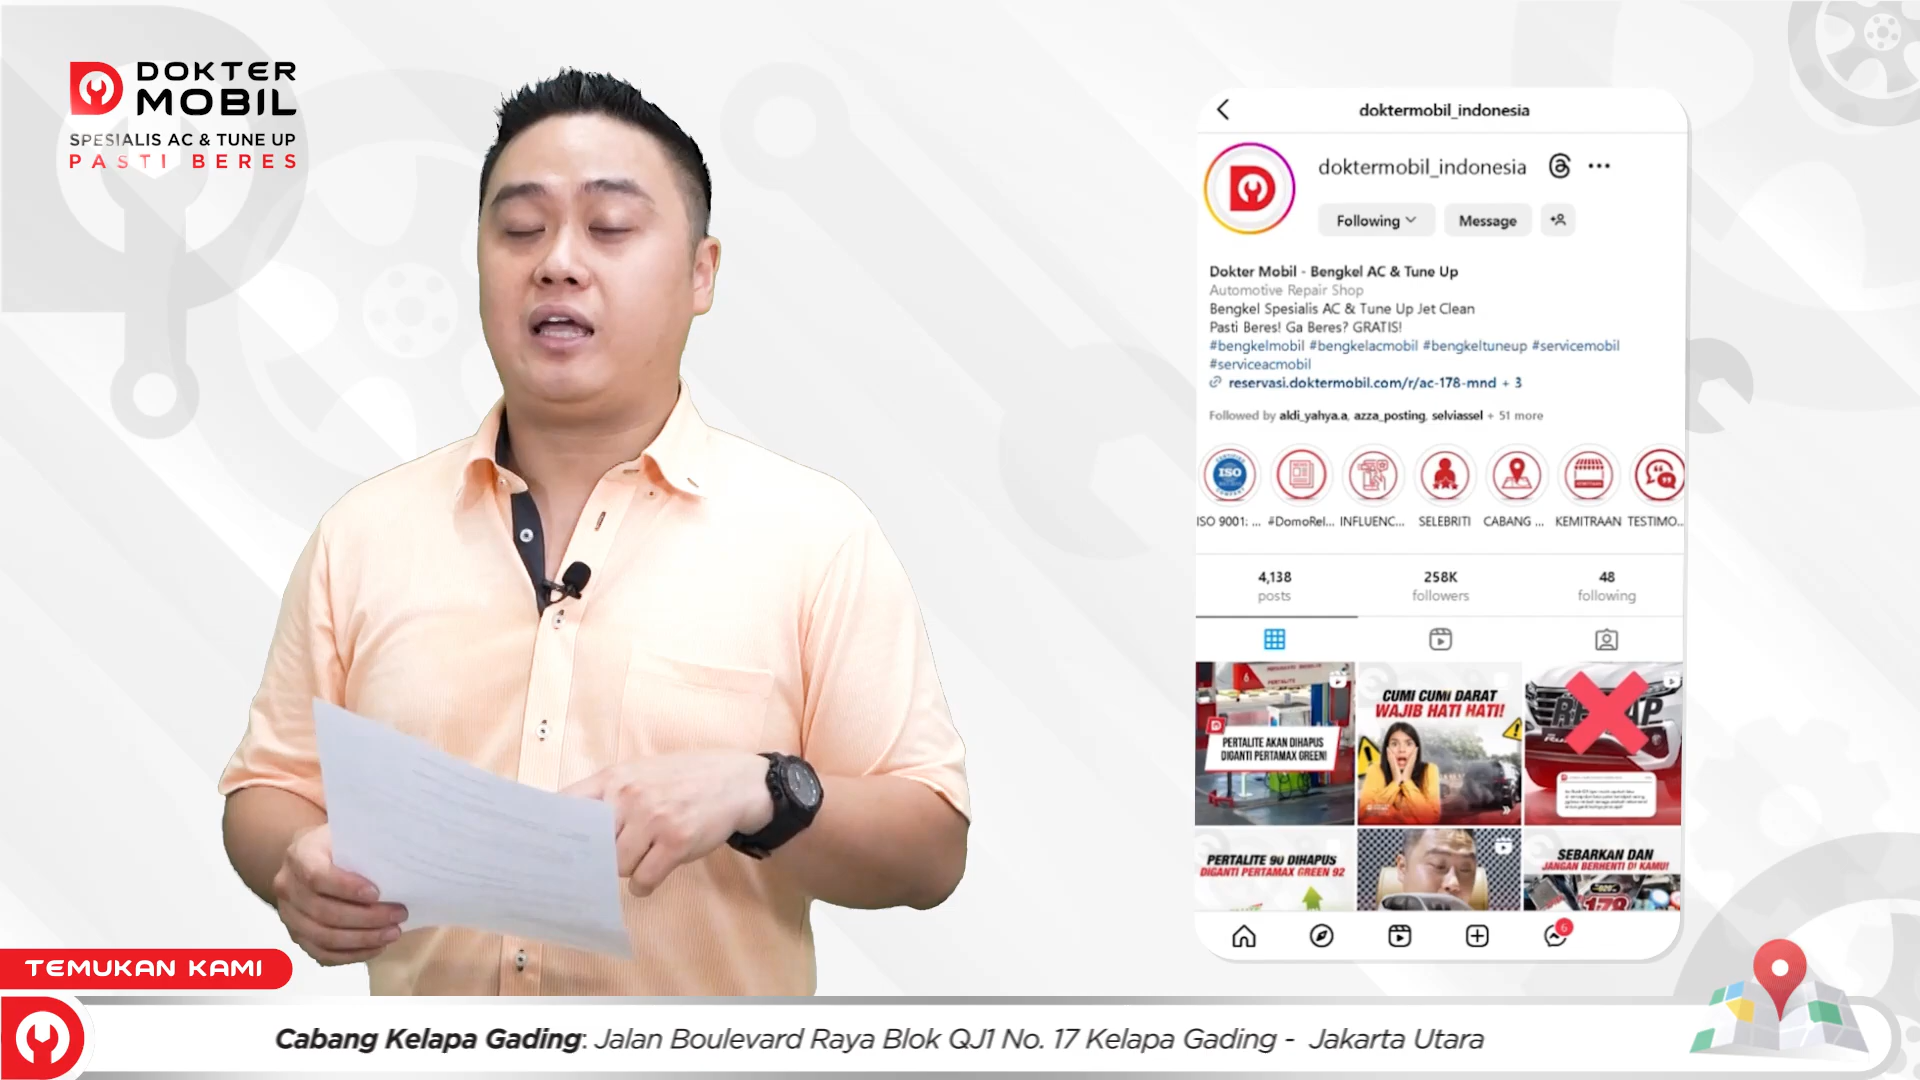 DOKTER
MOBIL
SPESIALIS AC & TUNE UP
PASTI BERES
doktermobil_indonesia
doktermobil_indonesia
Following
Message
Dokter Mobil - Bengkel AC & Tune Up
Automotive Repair Shop
Bengkel Spesialis AC & Tune Up Jet Clean
Pasti Beres! Ga Beres? GRATIS!
#bengkelmobil #bengkelacmobil #bengkeltuneup #servicemobil
#serviceacmobil
reservasi.doktermobil.com/r/ac-178-mnd + 3
Followed by aldi_yahya.a, azza_posting, selviassel + 51 more
ISO
ISO 9001: ...
#DomoRel...
INFLUENC...
SELEBRITI
CABANG ...
KEMITRAAN
TESTIMO...
4,138
posts
258K
followers
48
following
6
PERTALITE
PERTALITE AKAN DIHAPUS
DIGANTI PERTAMAX GREEN!
CUMI CUMI DARAT
WAJIB HATI HATI!
PERTALITE 90 DIHAPUS
DIGANTI PERTAMAX GREEN 92
SEBARKAN DAN
JANGAN BERHENTI DI KAMU!
178
6
TEMUKAN KAMI
Cabang Kelapa Gading: Jalan Boulevard Raya Blok QJ1 No. 17 Kelapa Gading - Jakarta Utara